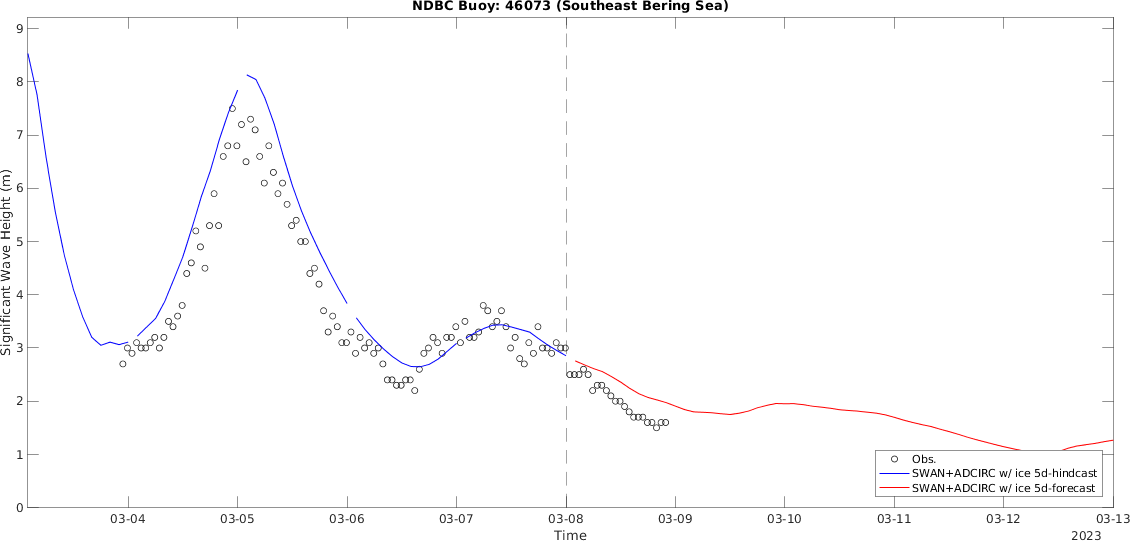 NDBC Buoy: 46073 (Southeast Bering Sea)
9
8
7
6
5
4
3
2
1
0
Significant Wave Height (m)
Obs.
SWAN+ADCIRC w/ ice 5d-hindcast
SWAN+ADCIRC w/ ice 5d-forecast
03-04 03-05 03-06 03-07 03-08 03-09 03-10 03-11 03-12 03-13
Time 2023